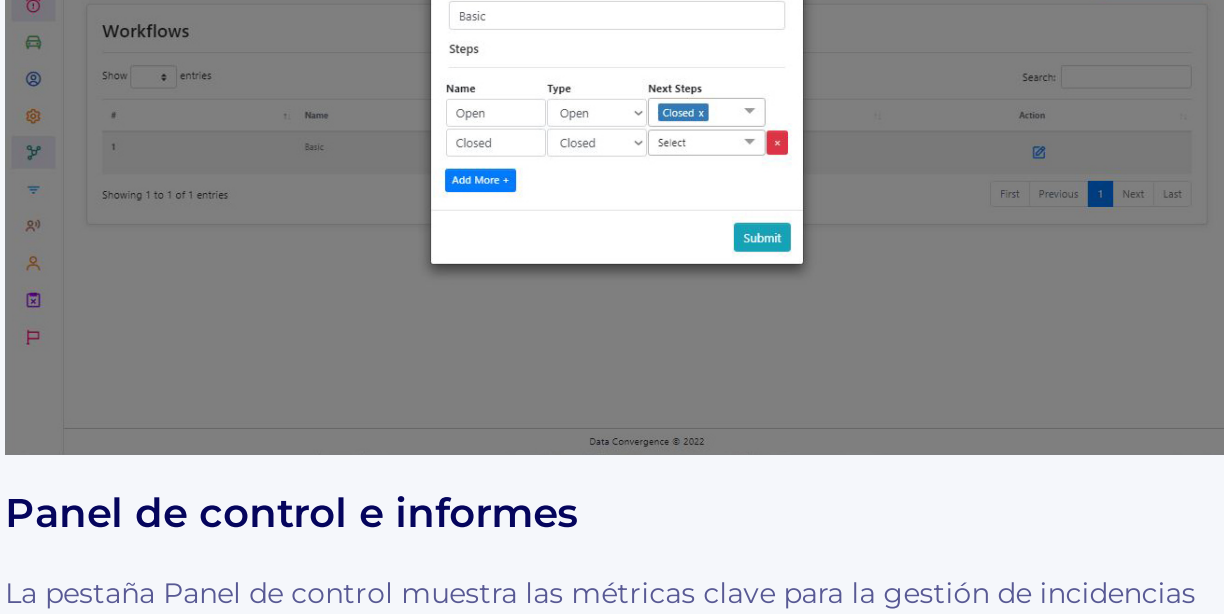 Basic
Workflows
Steps
Show entries
Search:
Name Type Next Steps
# Name Action
Open Open Closed x
1 Basic
Closed Closed Select x
Add More +
Showing 1 to 1 of 1 entries
First Previous 1 Next Last
Submit
Data Convergence © 2022
Panel de control e informes
La pestaña Panel de control muestra las métricas clave para la gestión de incidencias